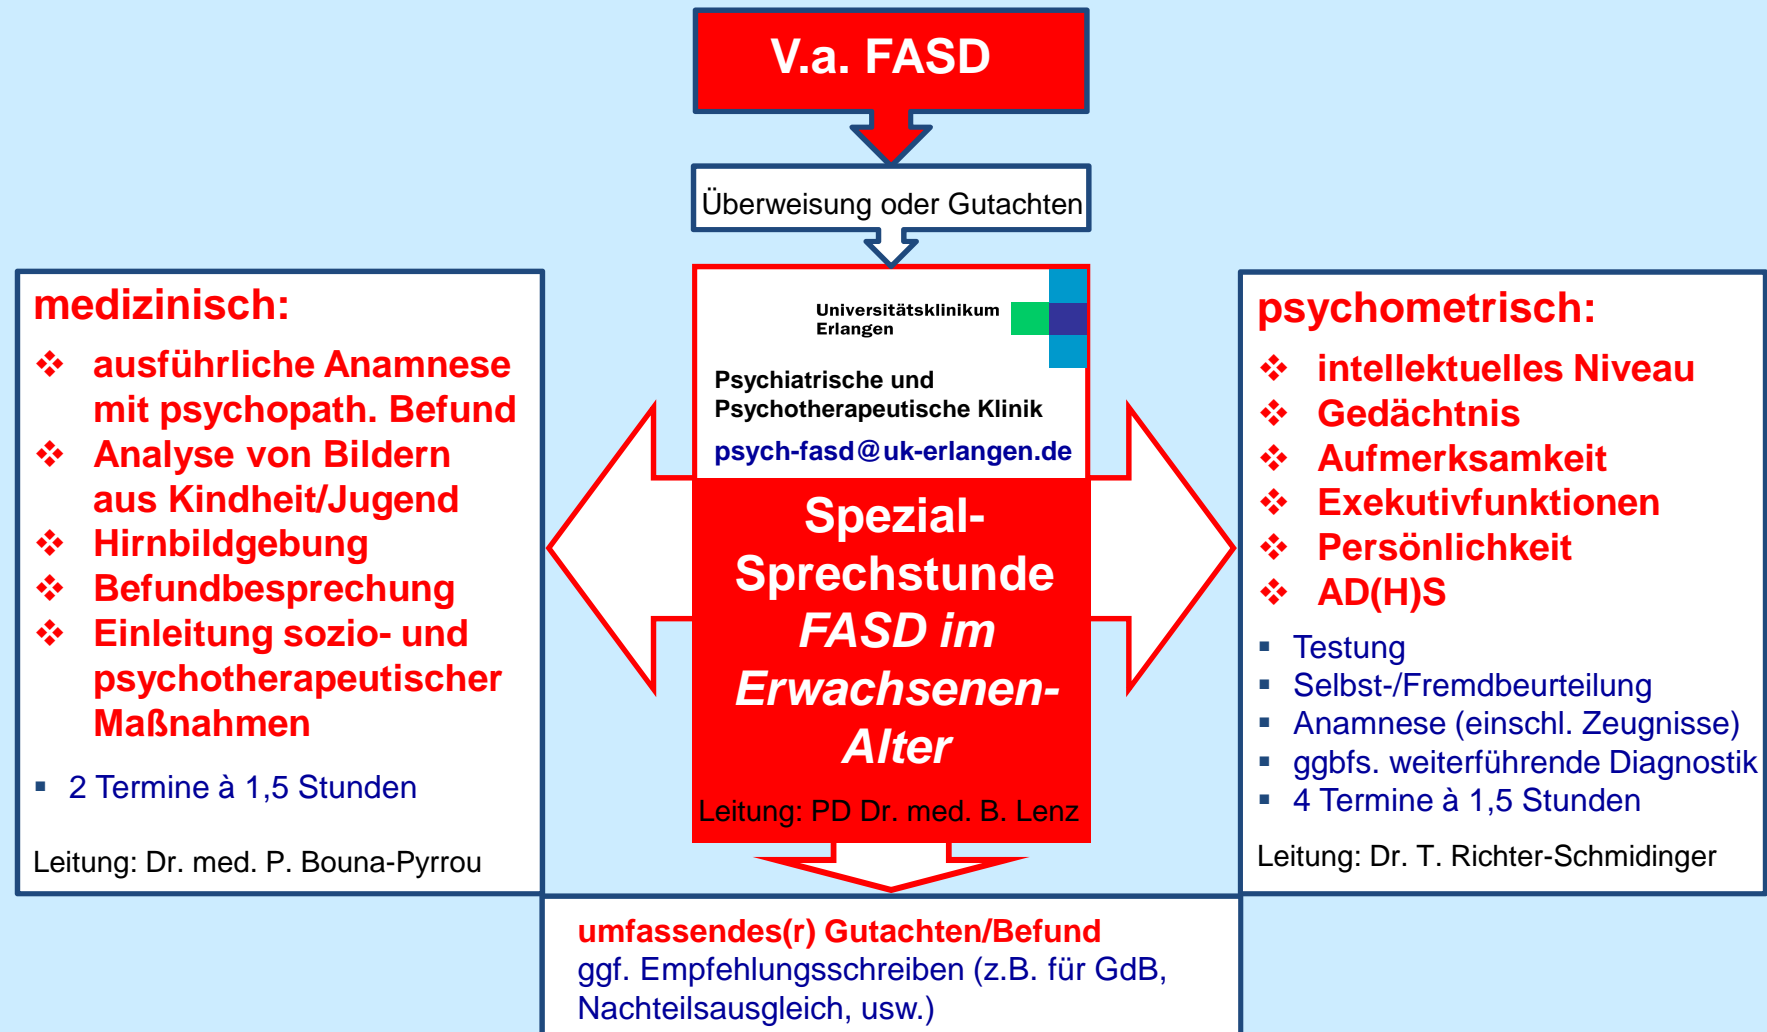 V.a. FASD
Überweisung oder Gutachten
medizinisch:
❖ ausführliche Anamnese
mit psychopath. Befund
❖ Analyse von Bildern
aus Kindheit/Jugend
❖ Hirnbildgebung
❖ Befundbesprechung
❖ Einleitung sozio- und
psychotherapeutischer
Maßnahmen
▪ 2 Termine à 1,5 Stunden
Leitung: Dr. med. P. Bouna-Pyrrou
Universitätsklinikum
Erlangen
Psychiatrische und
Psychotherapeutische Klinik
psych-fasd@uk-erlangen.de
Spezial-
Sprechstunde
FASD im
Erwachsenen-
Alter
Leitung: PD Dr. med. B. Lenz
psychometrisch:
❖ intellektuelles Niveau
❖ Gedächtnis
❖ Aufmerksamkeit
❖ Exekutivfunktionen
❖ Persönlichkeit
❖ AD(H)S
▪ Testung
▪ Selbst-/Fremdbeurteilung
▪ Anamnese (einschl. Zeugnisse)
▪ ggbfs. weiterführende Diagnostik
▪ 4 Termine à 1,5 Stunden
Leitung: Dr. T. Richter-Schmidinger
umfassendes(r) Gutachten/Befund
ggf. Empfehlungsschreiben (z.B. für GdB,
Nachteilsausgleich, usw.)